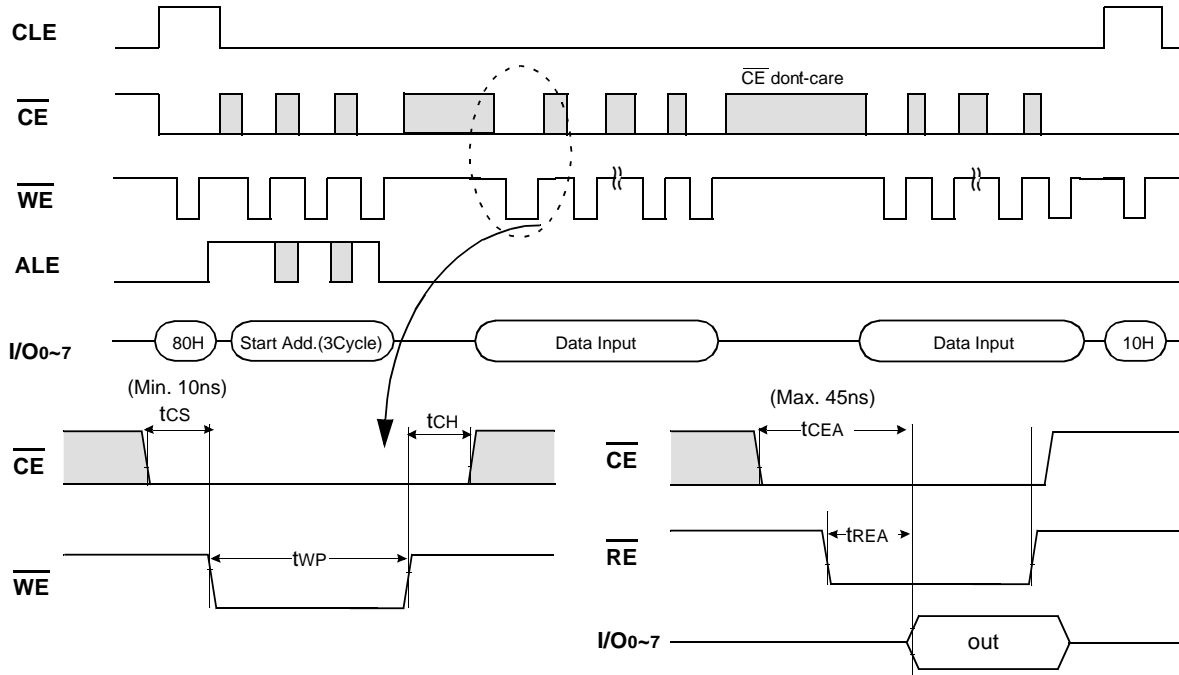 CLE
CE dont-care
CE
WE
ALE
I/O0~7
80H
Start Add.(3Cycle)
Data Input
Data Input
10H
(Min. 10ns)
tCS
tCH
CE
tWP
WE
(Max. 45ns)
tCEA
CE
tREA
RE
I/O0~7
out